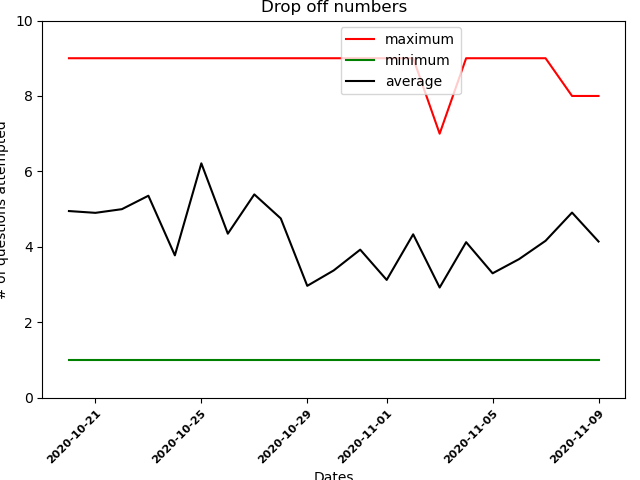 Drop off numbers
maximum
minimum
average
# of questions attempted
10
8
6
4
2
0
2020-10-21
2020-10-25
2020-10-29
2020-11-01
2020-11-05
2020-11-09
Dates